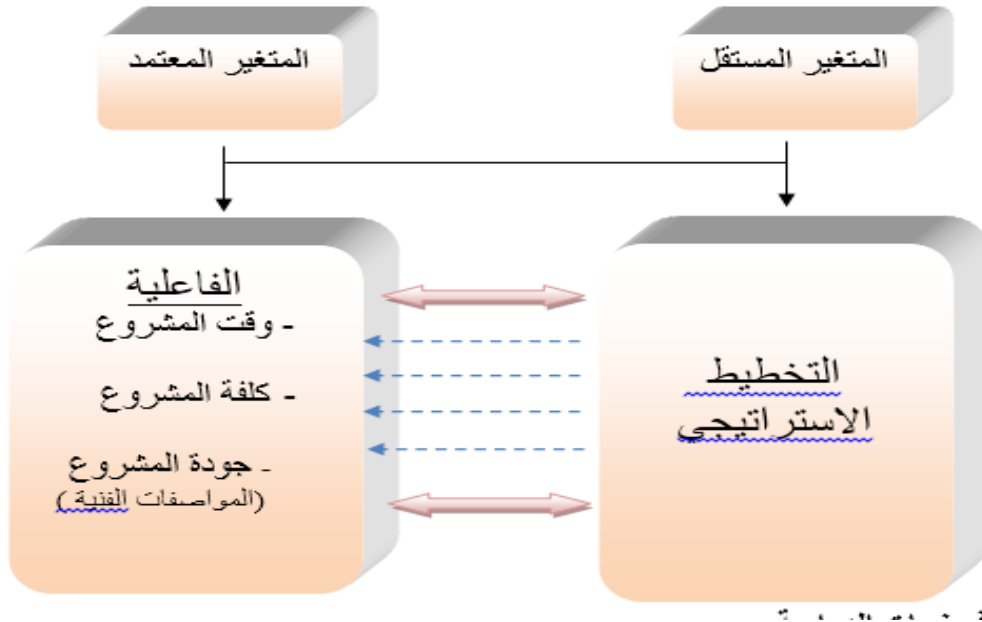 المتغير المستقل
المتغير المعتمد
التخطيط
الاستراتيجي
الفاعلية
- وقت المشروع
- كلفة المشروع
- جودة المشروع
(المواصفات الفنية )